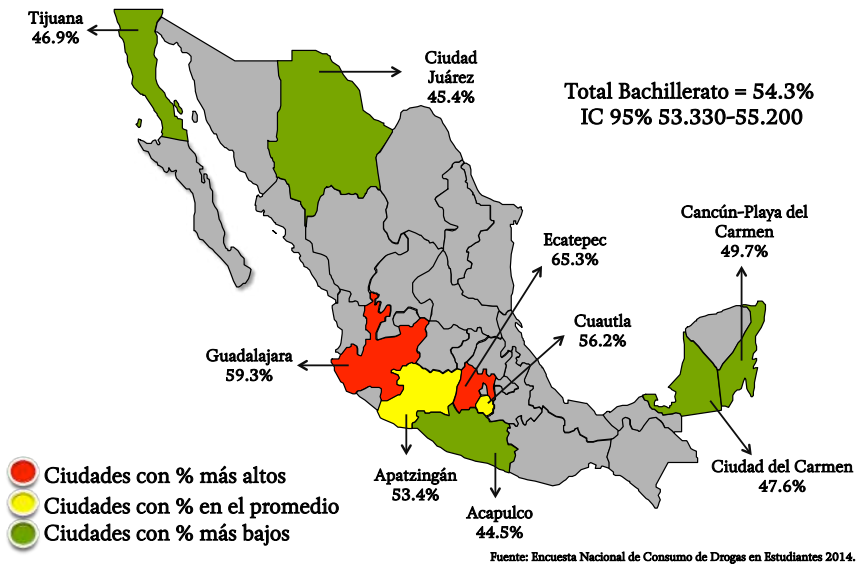 Tijuana
46.9%
Ciudad
Juárez
45.4%
Total Bachillerato = 54.3%
IC 95% 53.330-55.200
Cancún-Playa del
Carmen
49.7%
Ecatepec
65.3%
Cuautla
56.2%
Guadalajara
59.3%
Apatzingán
53.4%
Acapulco
44.5%
Ciudad del Carmen
47.6%
Ciudades con % más altos
Ciudades con % en el promedio
Ciudades con % más bajos
Fuente: Encuesta Nacional de Consumo de Drogas en Estudiantes 2014.